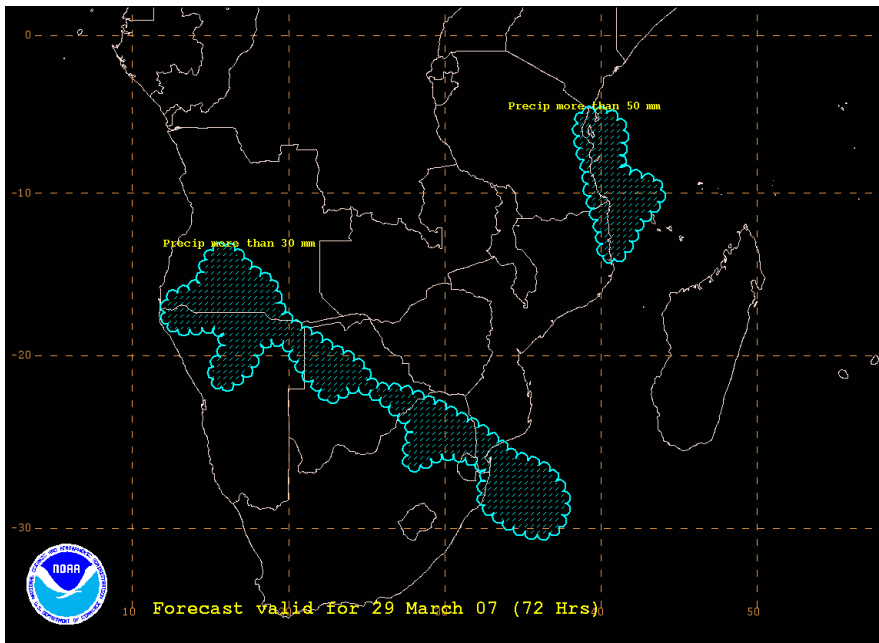 0
Precip more than 50 mm
-10
Precip more than 30 mm
-20
-30
NOAA
10
Forecast valid for 29 March 07 (72 Hrs)
50